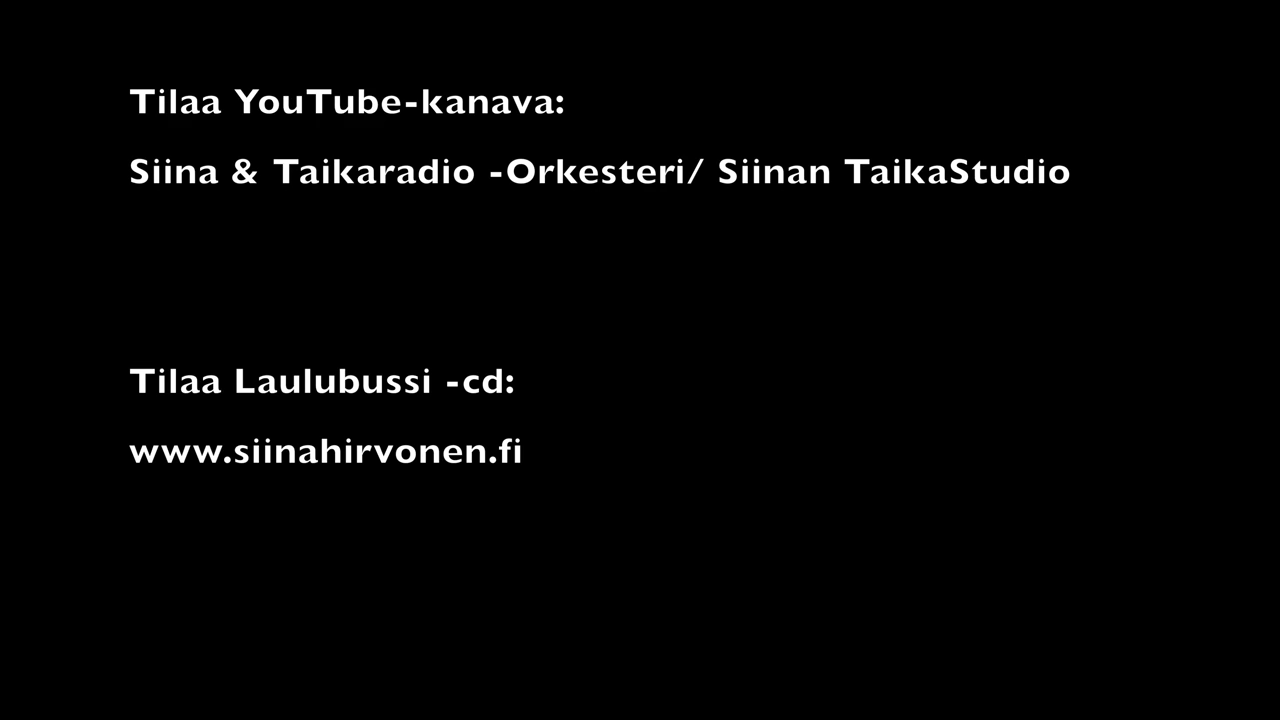 Tilaa YouTube-kanava:
Siina & Taikaradio -Orkesteri/ Siinan TaikaStudio
Tilaa Laulubussi -cd:
www.siinahirvonen.fi